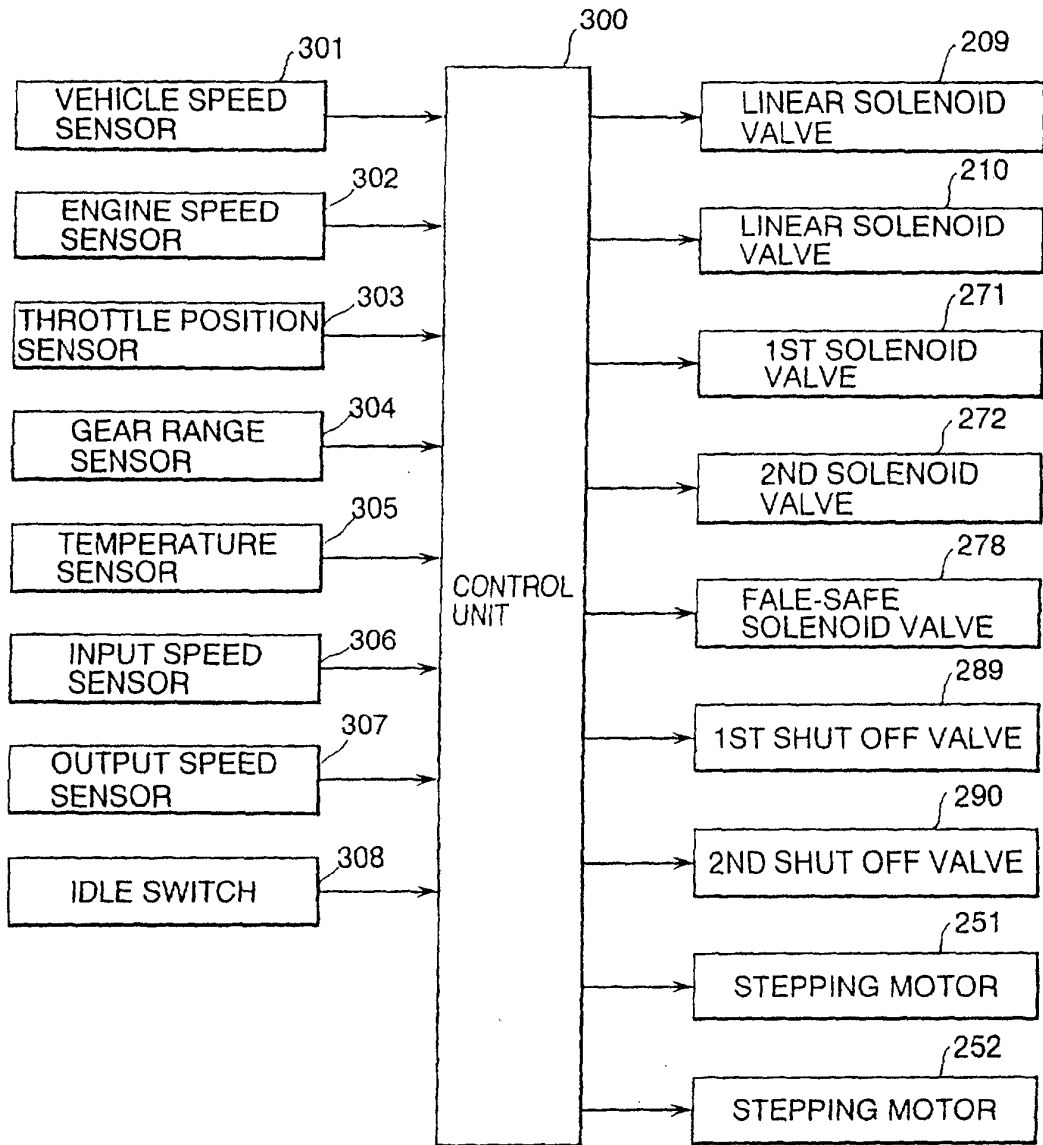 300
301
VEHICLE SPEED
SENSOR
302
ENGINE SPEED
SENSOR
303
THROTTLE POSITION
SENSOR
304
GEAR RANGE
SENSOR
305
TEMPERATURE
SENSOR
306
INPUT SPEED
SENSOR
307
OUTPUT SPEED
SENSOR
308
IDLE SWITCH
CONTROL
UNIT
209
LINEAR SOLENOID
VALVE
210
LINEAR SOLENOID
VALVE
271
1ST SOLENOID
VALVE
272
2ND SOLENOID
VALVE
278
FALE-SAFE
SOLENOID VALVE
289
1ST SHUT OFF VALVE
290
2ND SHUT OFF VALVE
251
STEPPING MOTOR
252
STEPPING MOTOR